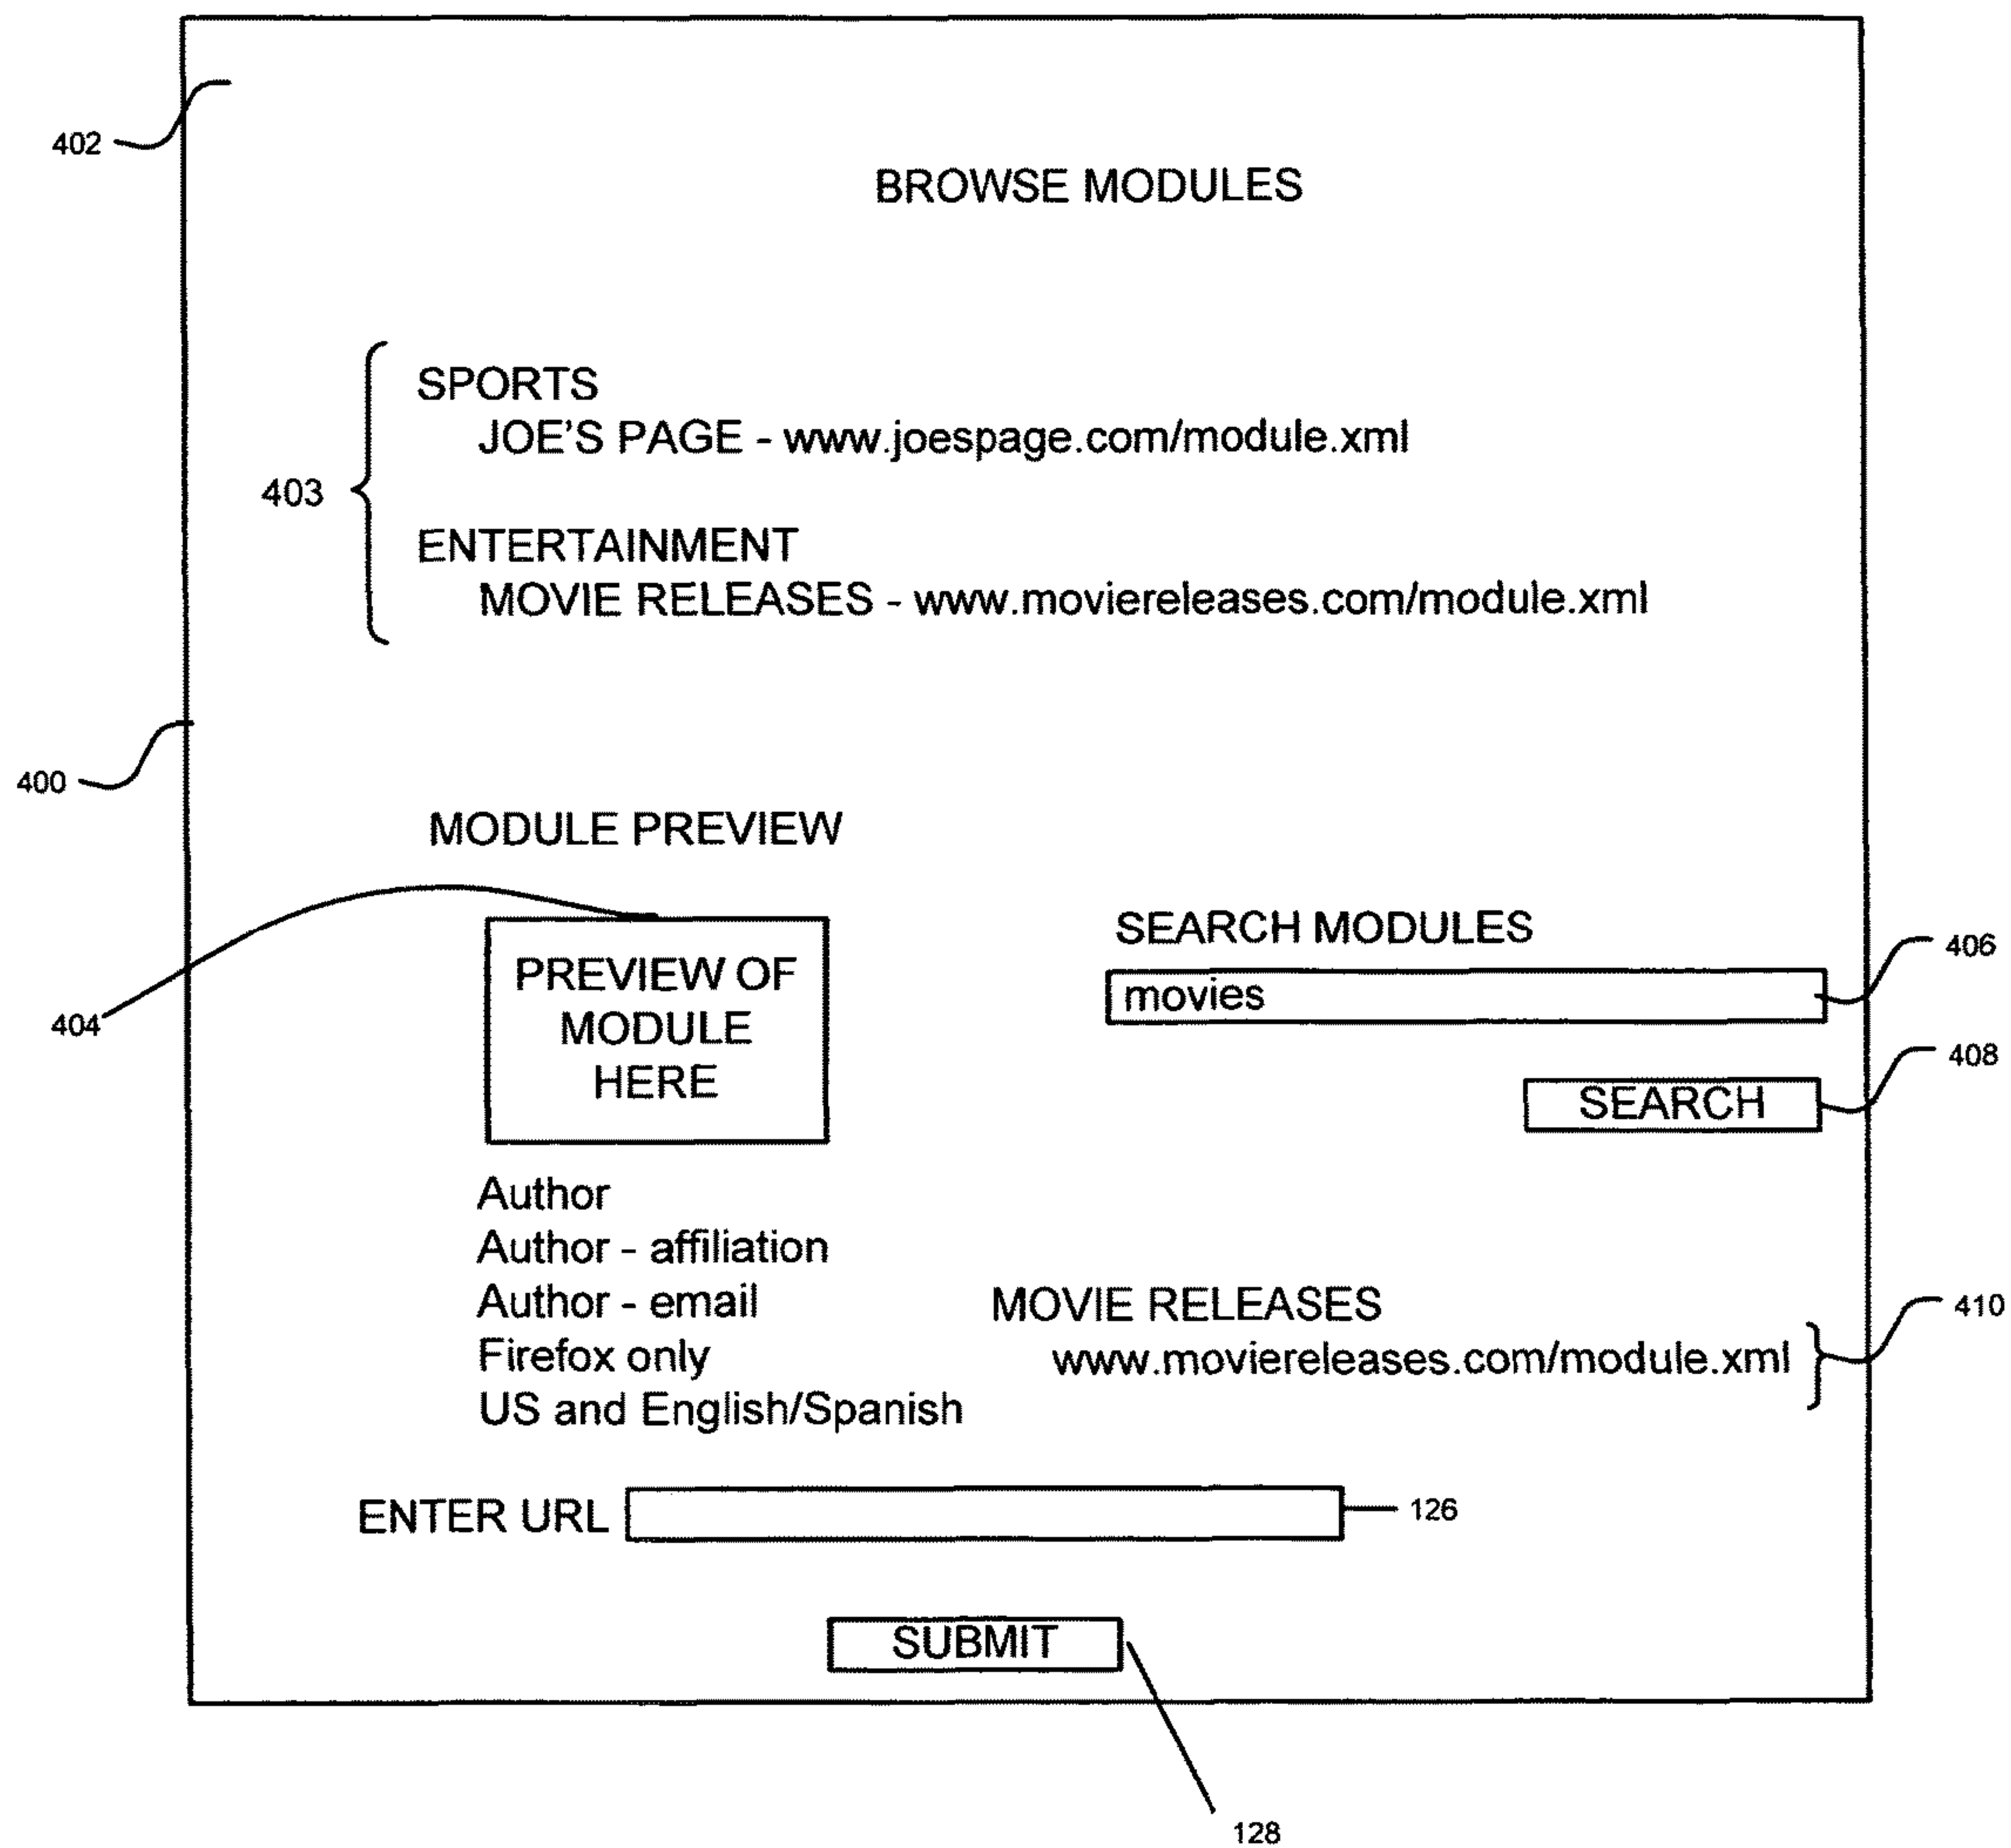 402
BROWSE MODULES
SPORTS
JOE'S PAGE - www.joespage.com/module.xml
403
ENTERTAINMENT
MOVIE RELEASES - www.moviereleases.com/module.xml
400
MODULE PREVIEW
404
PREVIEW OF
MODULE
HERE
SEARCH MODULES
406
movies
408
SEARCH
Author
Author - affiliation
Author - email
Firefox only
US and English/Spanish
MOVIE RELEASES
410
www.moviereleases.com/module.xml
ENTER URL
126
SUBMIT
128